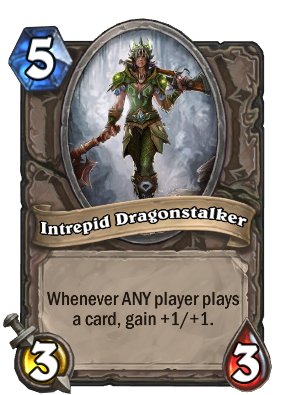 5
Intrepid Dragonstalker
Whenever ANY player plays
a card, gain +1/+1.
3
3